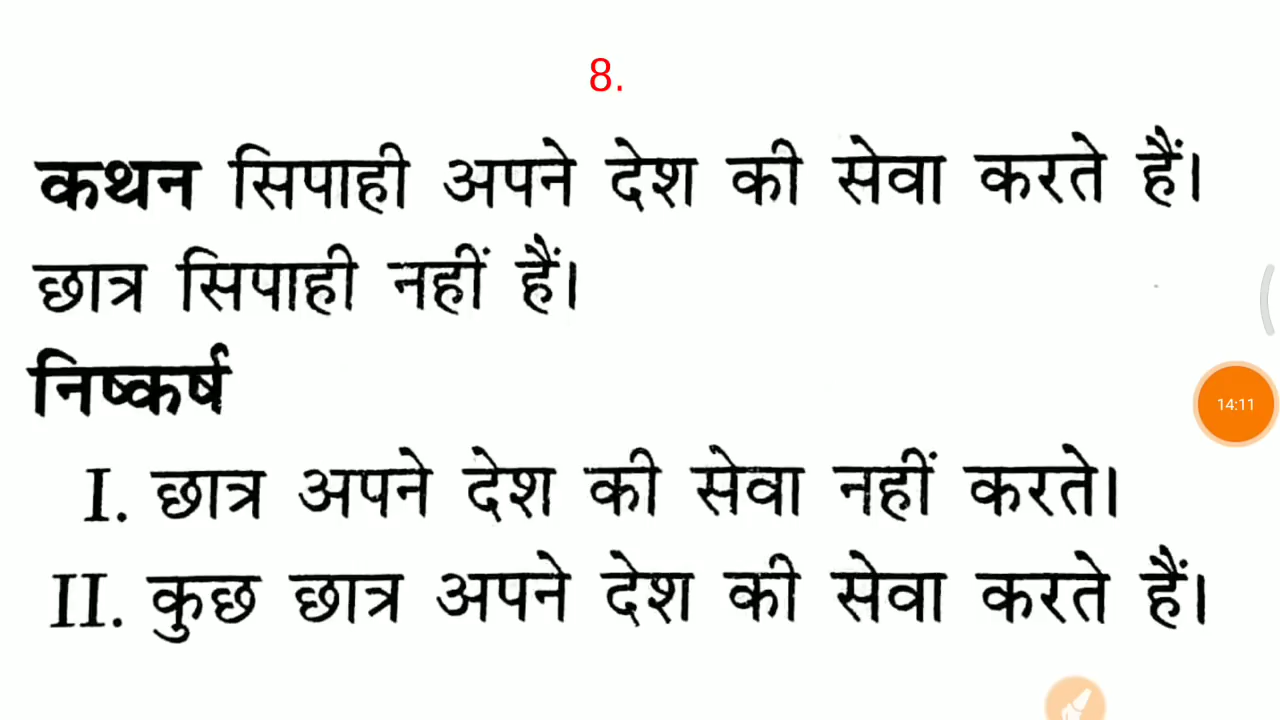 8.
कथन सिपाही अपने देश की सेवा करते हैं।
छात्र सिपाही नहीं हैं।
निष्कर्ष
I. छात्र अपने देश की सेवा नहीं करते।
II. कुछ छात्र अपने देश की सेवा करते हैं।
14:11